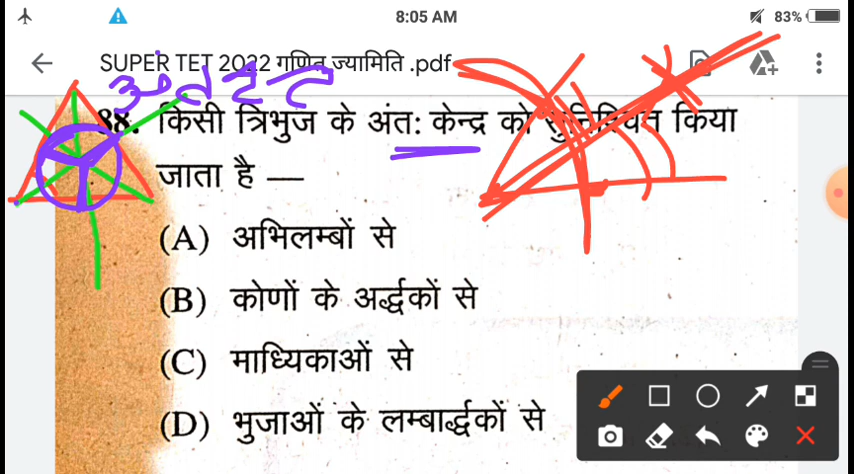 8:05 AM 83%
SUPER TET 2022 गणित ज्यामिति .pdf
88. किसी त्रिभुज के अंत: केन्द्र को सुनिश्चित किया
जाता है —
(A) अभिलम्बों से
(B) कोणों के अर्द्धकों से
(C) माध्यिकाओं से
(D) भुजाओं के लम्बार्द्धकों से